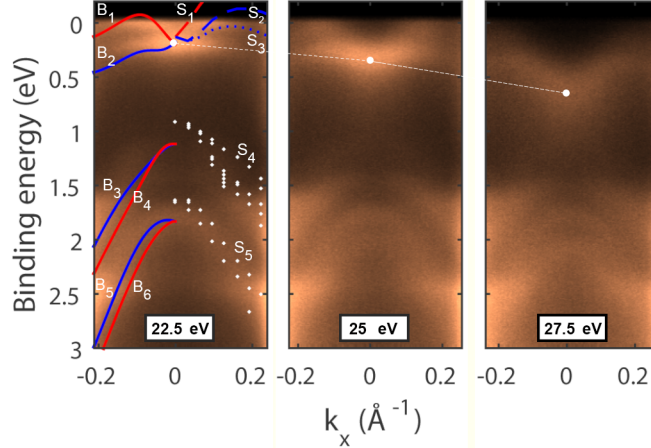 B1
S1
S2
S3
B2
S4
B3
B4
S5
B5
B6
22.5 eV
25 eV
27.5 eV
0
0.5
1
1.5
2
2.5
3
Binding energy (eV)
-0.2 0 0.2
-0.2 0 0.2
-0.2 0 0.2
k_x (Å⁻¹)